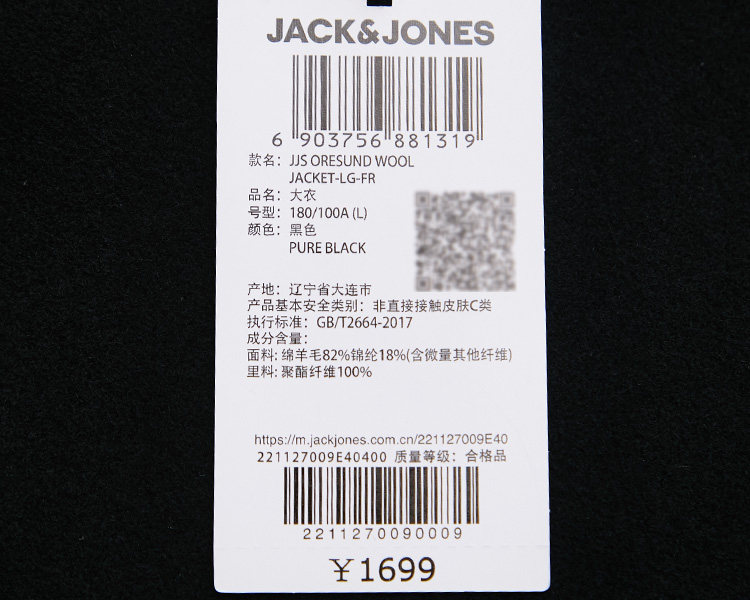 JACK&JONES
6 903756 881319
款名: JJS ORESUND WOOL
JACKET-LG-FR
品名: 大衣
号型: 180/100A (L)
颜色: 黑色
PURE BLACK
产地: 辽宁省大连市
产品基本安全类别: 非直接接触皮肤C类
执行标准: GB/T2664-2017
成分含量:
面料: 绵羊毛82%锦纶18%(含微量其他纤维)
里料: 聚酯纤维100%
https://m.jackjones.com.cn/221127009E40
221127009E40400 质量等级: 合格品
2211270090009
¥1699